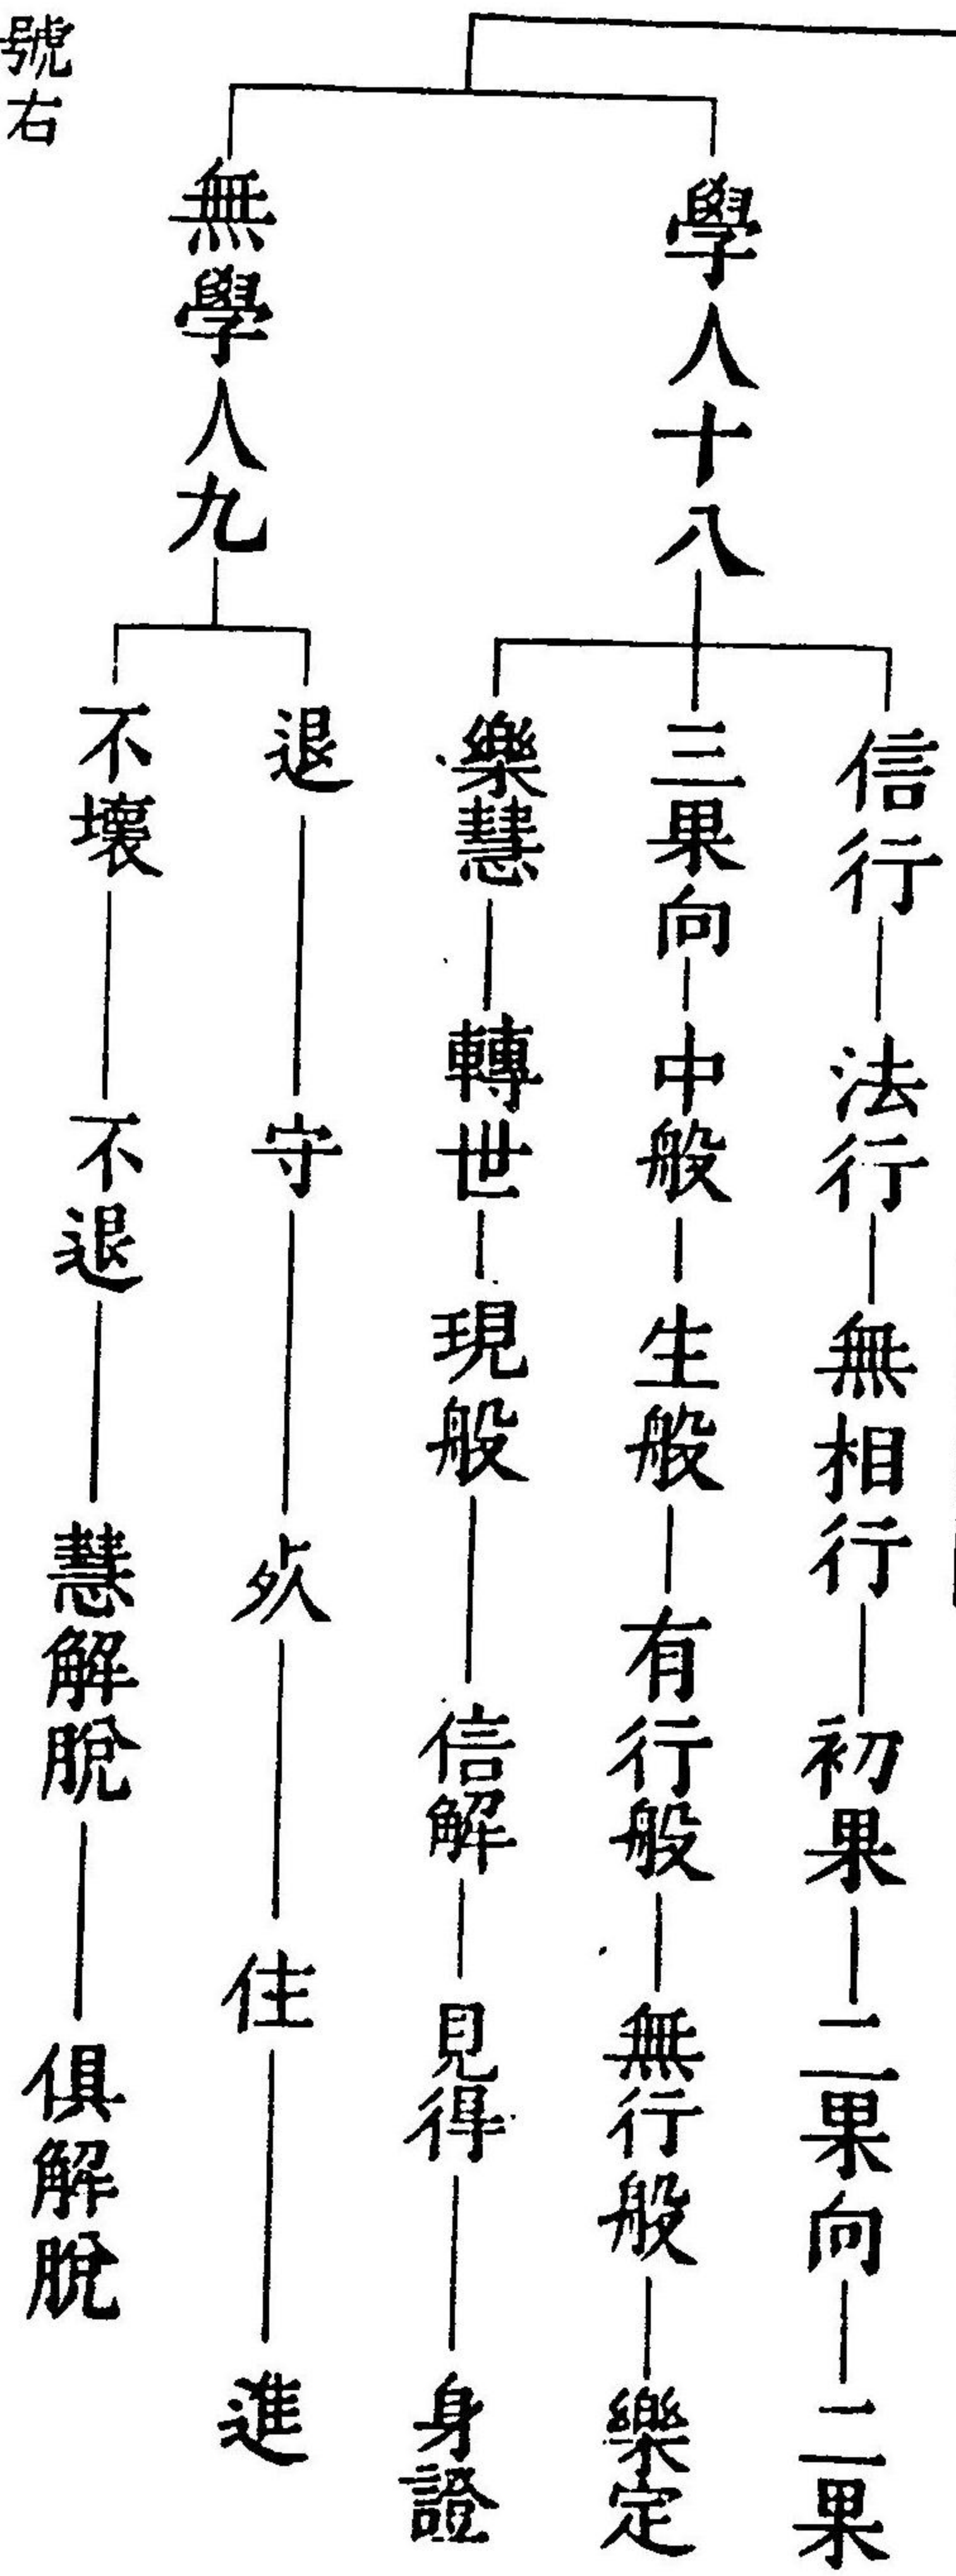 學人十八
信行—法行—無相行—初果—二果向—二果
三果向—中般—生般—有行般—無行般—樂定
樂慧—轉世—現般—信解—見得—身證
無學人九
退—守—㱥—住—進
不壞—不退—慧解脫—俱解脫
號右